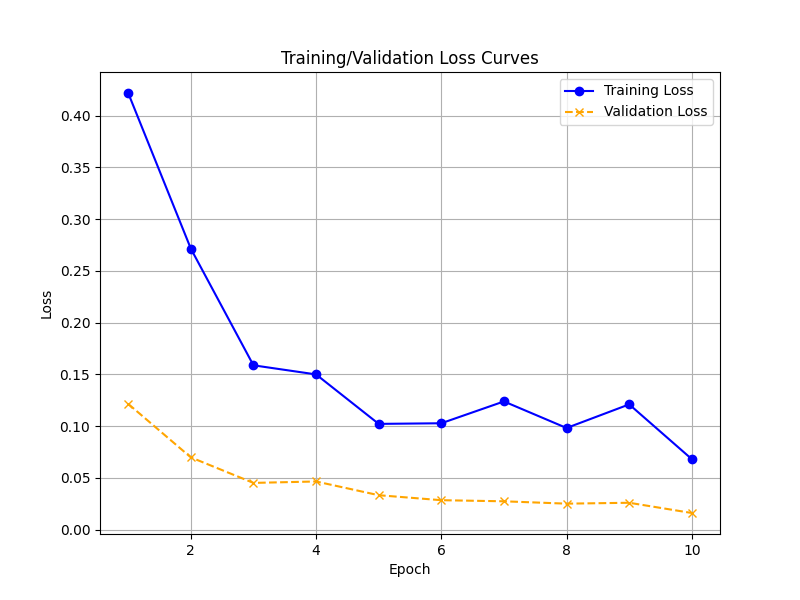 Training/Validation Loss Curves
Training Loss
Validation Loss
0.40
0.35
0.30
0.25
0.20
0.15
0.10
0.05
0.00
Loss
2 4 6 8 10
Epoch